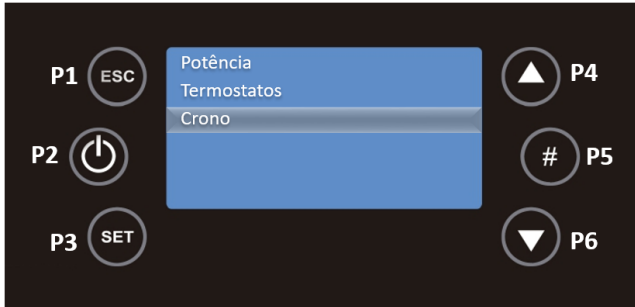 P1 ESC
P2
P3 SET
Potência
Termostatos
Crono
P4
# P5
P6